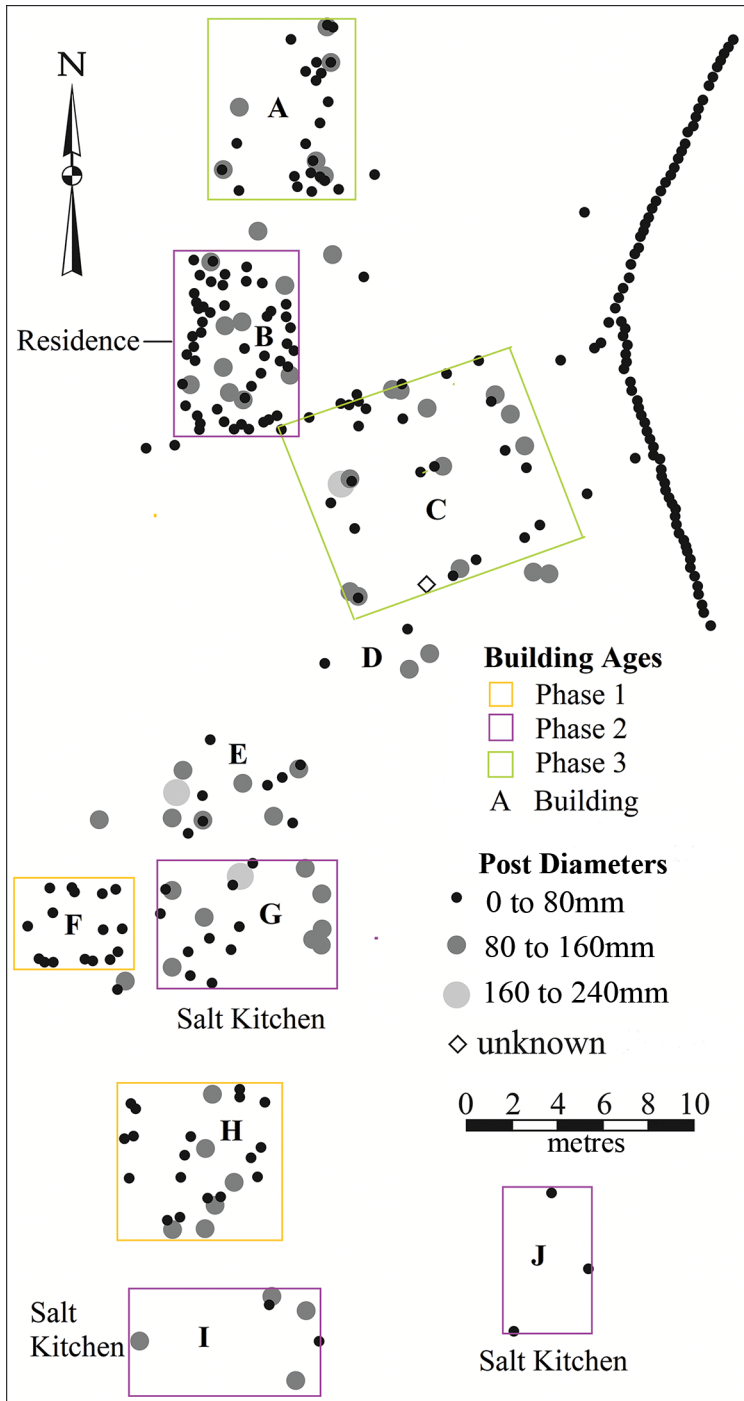 N
A
B
Residence
C
D
Building Ages
Phase 1
Phase 2
Phase 3
A Building
E
Post Diameters
0 to 80mm
80 to 160mm
160 to 240mm
unknown
F
G
Salt Kitchen
0 2 4 6 8 10
metres
H
J
Salt Kitchen
I
Salt
Kitchen